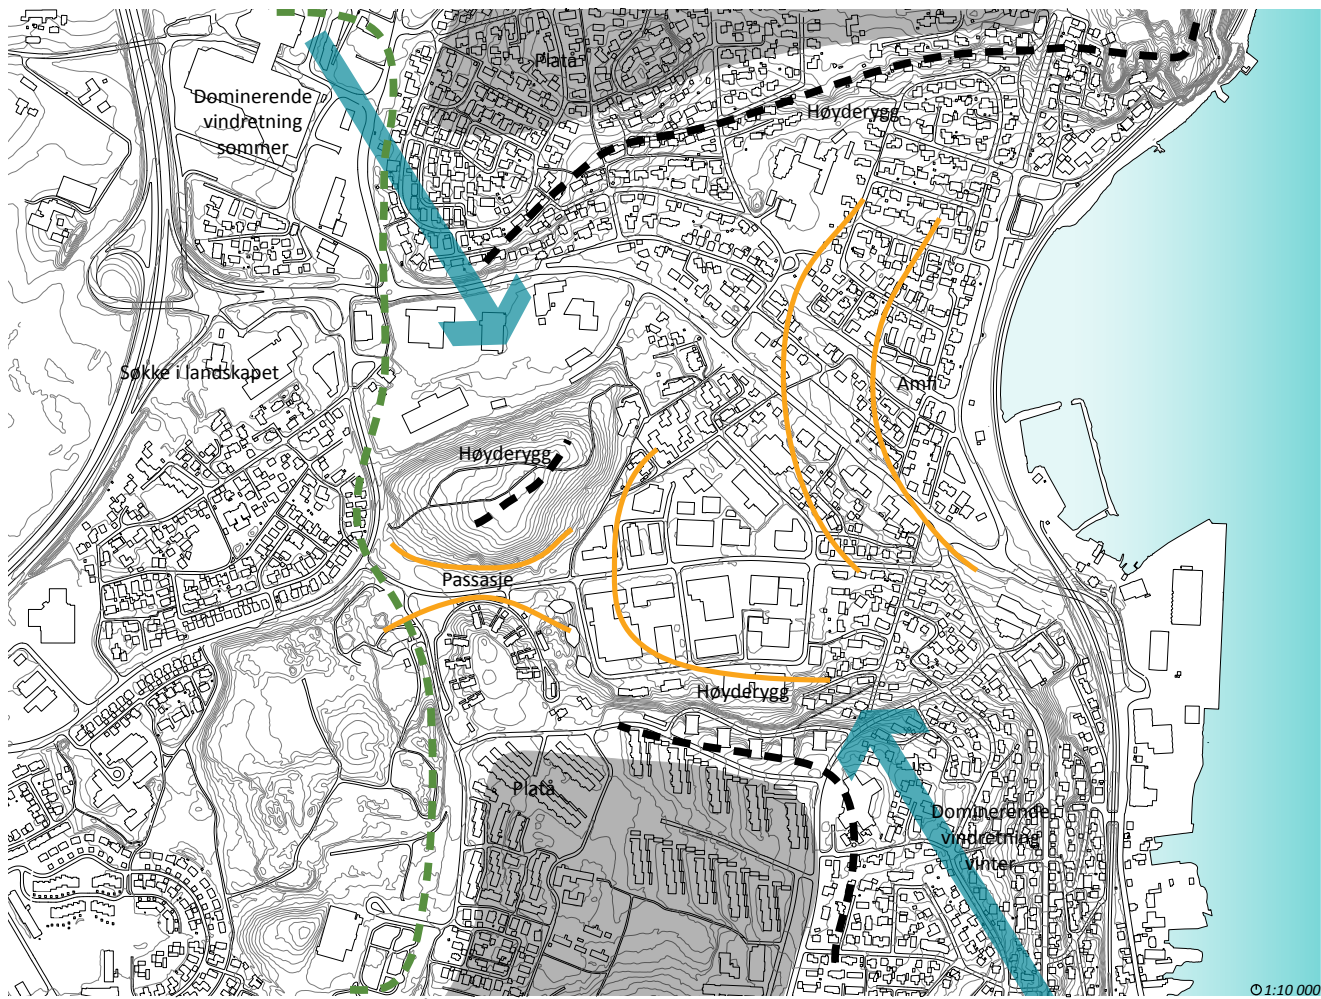 Platå
Dominerende
vindretning
sommer
Høyderygg
Søkke i landskapet
Amfi
Høyderygg
Passasje
Høyderygg
Platå
Dominerende
vindretning
vinter
1:10 000